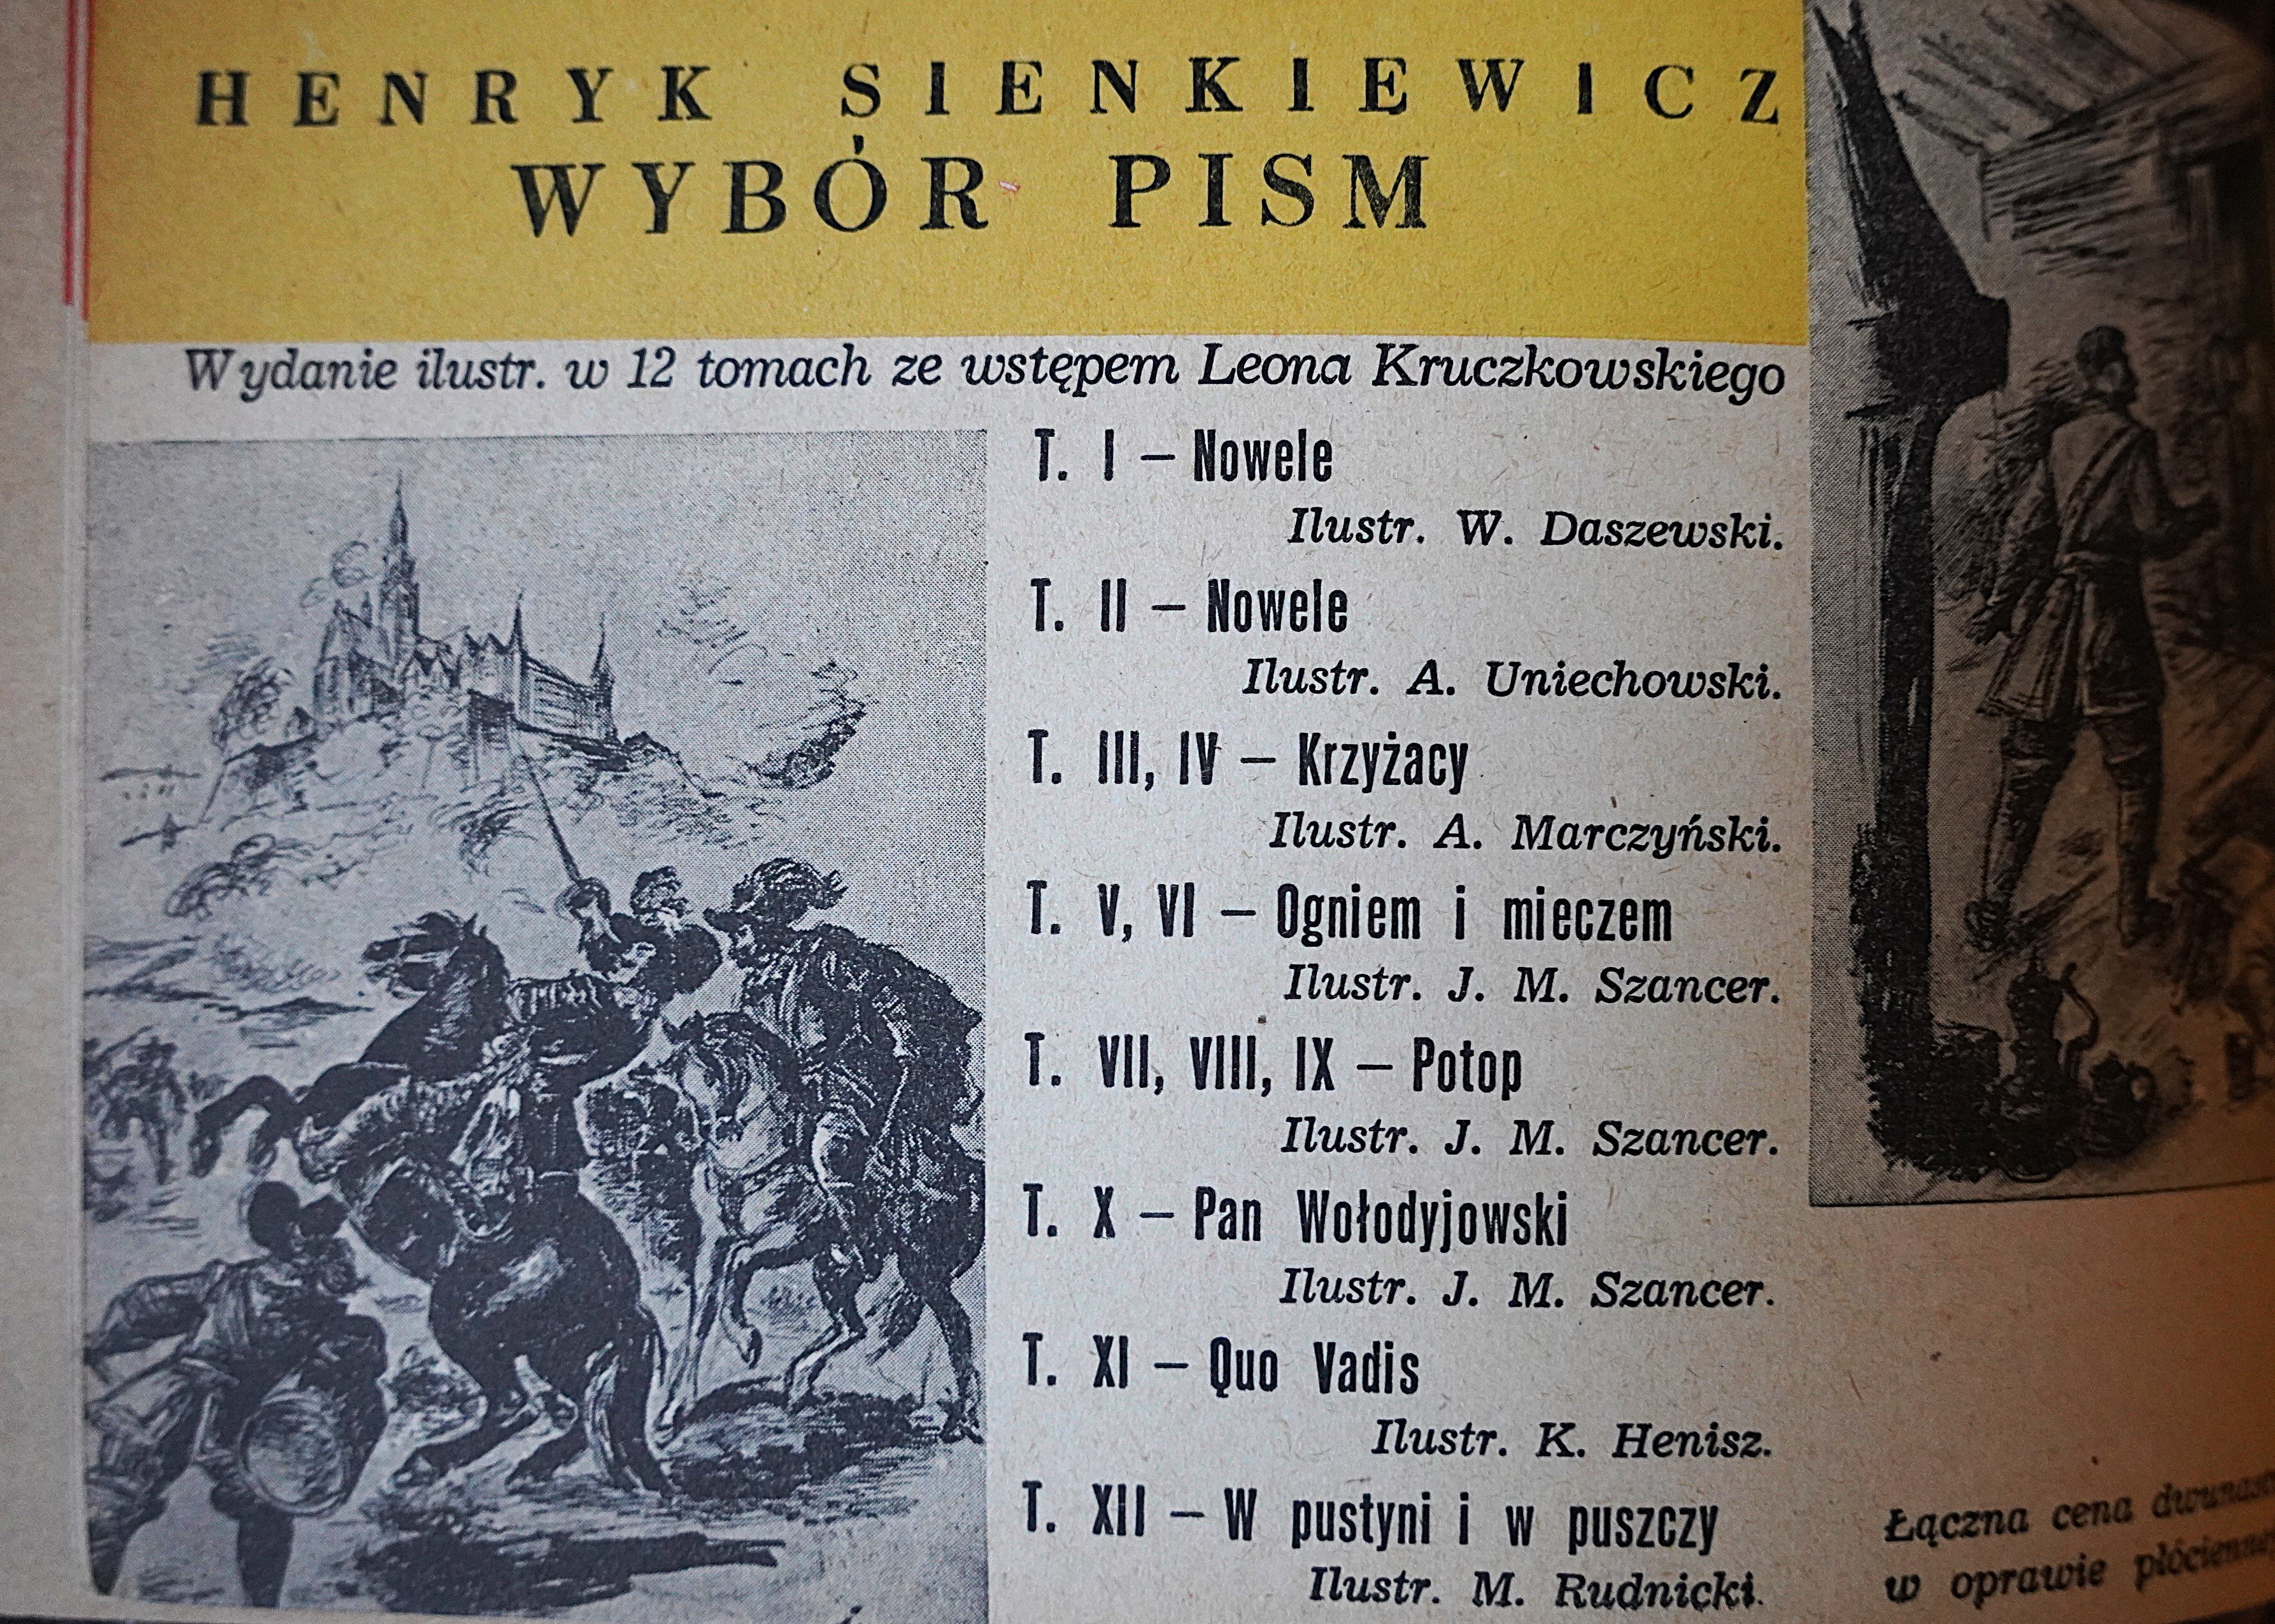 HENRYK SIENKIEWICZ
WYBÓR PISM
Wydanie ilustr. w 12 tomach ze wstępem Leona Kruczkowskiego
T. I — Nowele
Ilustr. W. Daszewski.
T. II — Nowele
Ilustr. A. Uniechowski.
T. III, IV — Krzyżacy
Ilustr. A. Marczyński.
T. V, VI — Ogniem i mieczem
Ilustr. J. M. Szancer.
T. VII, VIII, IX — Potop
Ilustr. J. M. Szancer.
T. X — Pan Wołodyjowski
Ilustr. J. M. Szancer.
T. XI — Quo Vadis
Ilustr. K. Henisz.
T. XII — W pustyni i w puszczy
Ilustr. M. Rudnicki.
Łączna cena
w oprawie